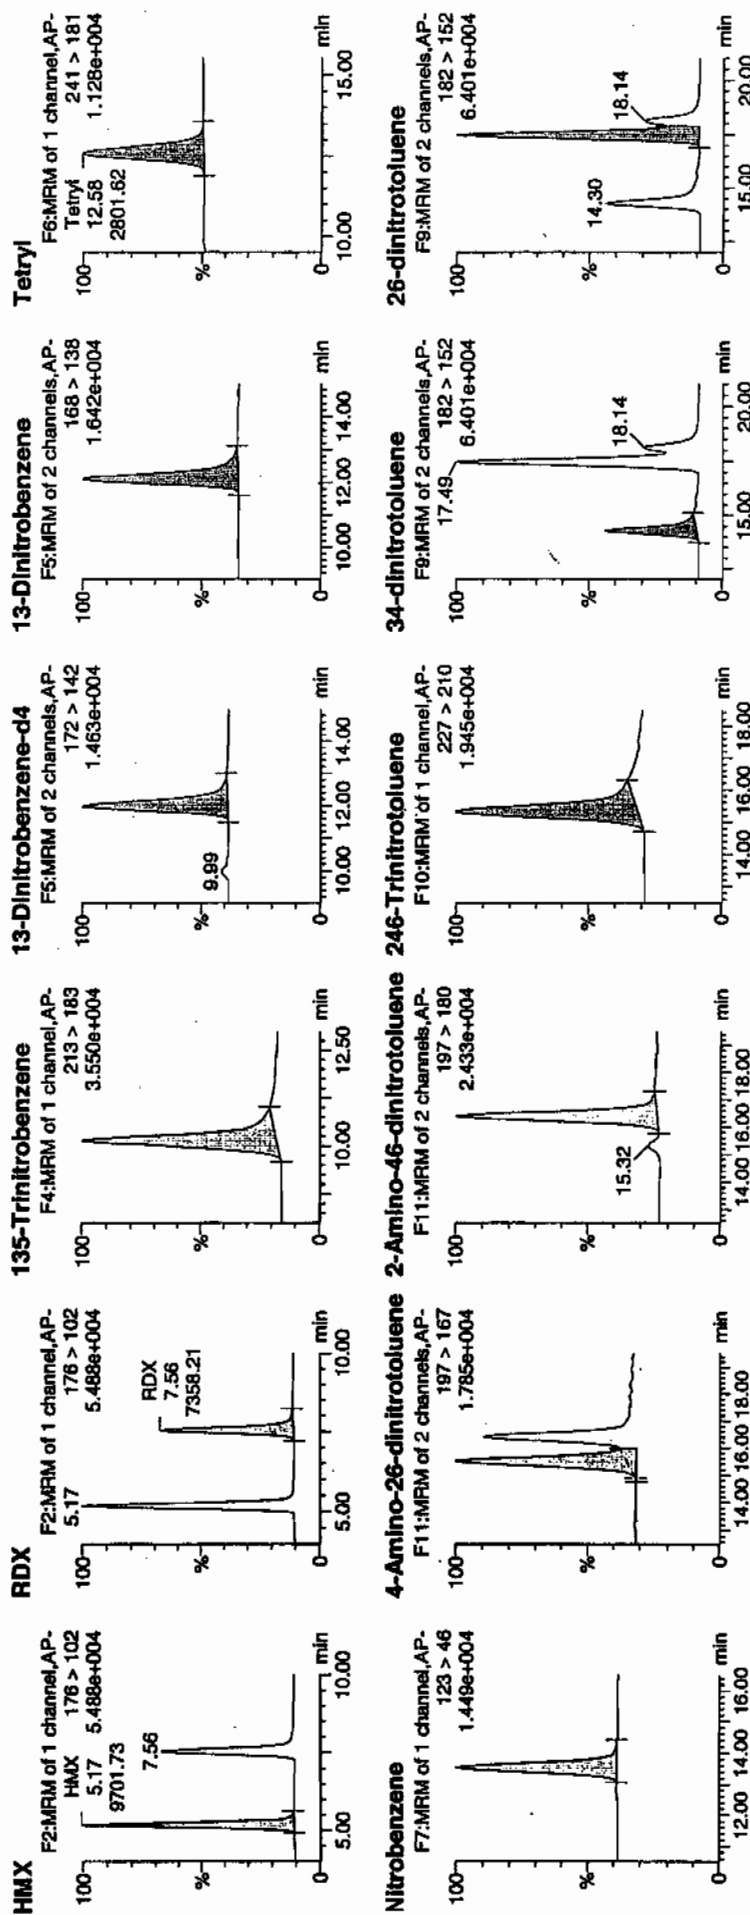 HMX
F2:MRM of 1 channel,AP-
HMX 176 > 102
5.17 5.488e+004
9701.73
7.56
100
%
0
5.00 10.00 min
RDX
F2:MRM of 1 channel,AP-
176 > 102
5.17 5.488e+004
RDX
7.56
7358.21
100
%
0
5.00 10.00 min
135-Trinitrobenzene
F4:MRM of 1 channel,AP-
213 > 183
3.550e+004
100
%
0
10.00 12.50 min
13-Dinitrobenzene-d4
F5:MRM of 2 channels,AP-
172 > 142
1.463e+004
9.99
100
%
0
10.00 12.00 14.00 min
13-Dinitrobenzene
F5:MRM of 2 channels,AP-
168 > 138
1.642e+004
100
%
0
10.00 12.00 14.00 min
Tetryl
F6:MRM of 1 channel,AP-
Tetryl 241 > 181
12.58 1.128e+004
2801.62
100
%
0
10.00 15.00 min
Nitrobenzene
F7:MRM of 1 channel,AP-
123 > 46
1.449e+004
100
%
0
12.00 14.00 16.00 min
4-Amino-26-dinitrotoluene
F11:MRM of 2 channels,AP-
197 > 167
1.785e+004
100
%
0
14.00 16.00 18.00 min
2-Amino-46-dinitrotoluene
F11:MRM of 2 channels,AP-
197 > 180
2.433e+004
15.32
100
%
0
14.00 16.00 18.00 min
246-Trinitrotoluene
F10:MRM of 1 channel,AP-
227 > 210
1.945e+004
100
%
0
14.00 16.00 18.00 min
34-dinitrotoluene
F9:MRM of 2 channels,AP-
182 > 152
17.49 6.401e+004
18.14
100
%
0
15.00 20.00 min
26-dinitrotoluene
F9:MRM of 2 channels,AP-
182 > 152
6.401e+004
14.30
18.14
100
%
0
15.00 20.00 min